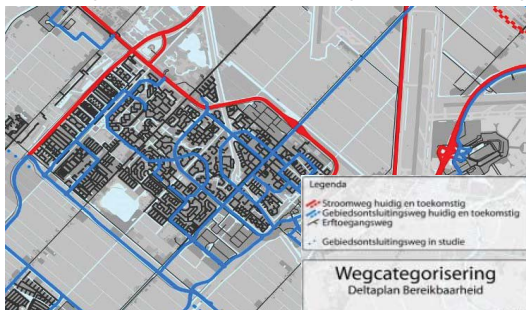 Legenda
Stroomweg huidig en toekomstig
Gebiedsontsluitingsweg huidig en toekomstig
Erftoegangsweg
Gebiedsontsluitingsweg in studie
Wegcategorisering
Deltaplan Bereikbaarheid